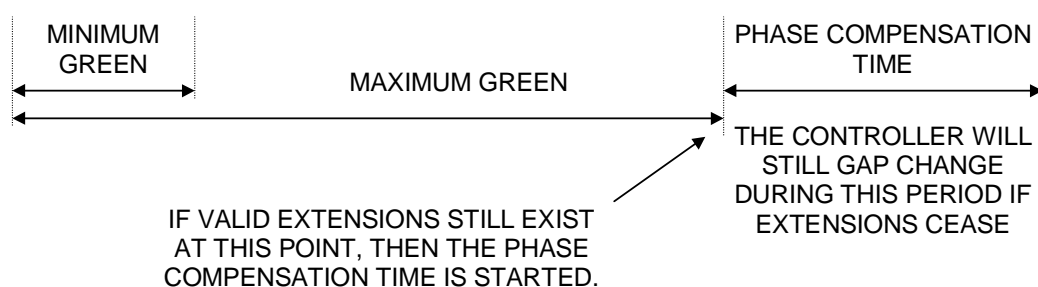 MINIMUM
GREEN
MAXIMUM GREEN
PHASE COMPENSATION
TIME
IF VALID EXTENSIONS STILL EXIST
AT THIS POINT, THEN THE PHASE
COMPENSATION TIME IS STARTED.
THE CONTROLLER WILL
STILL GAP CHANGE
DURING THIS PERIOD IF
EXTENSIONS CEASE